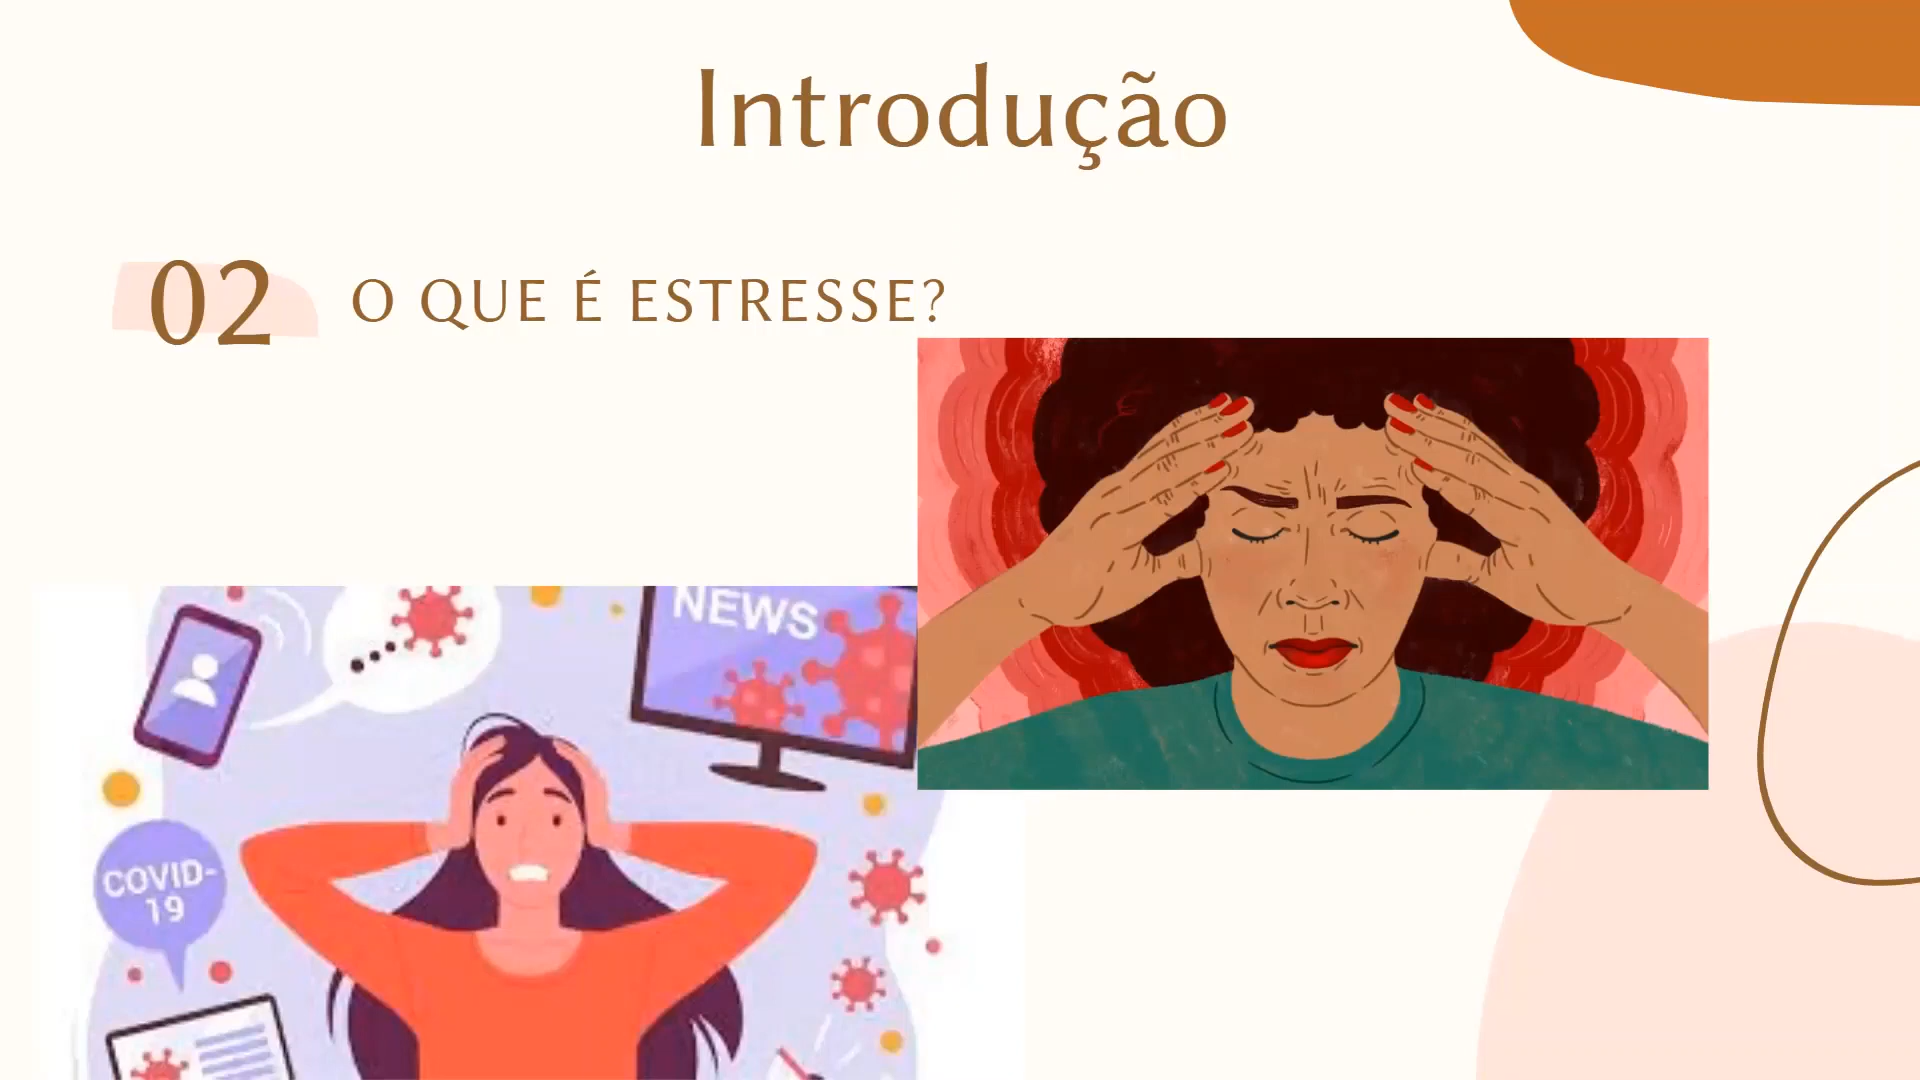 Introdução
02 O QUE É ESTRESSE?
NEWS
COVID-
19